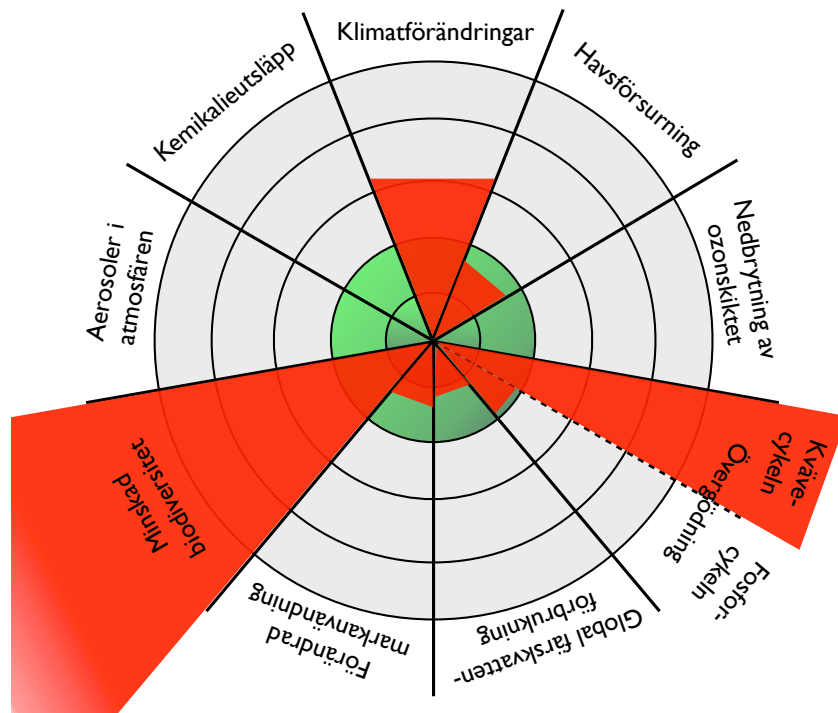 Klimatförändringar
Havsförsurning
Nedbrytning av
ozonskiktet
Kväve-
cykeln
Övergödning
Fosfor-
cykeln
Global färskvatten-
förbrukning
Förändrad
markanvändning
Minskad
biodiversitet
Aerosoler i
atmosfären
Kemikalieutsläpp